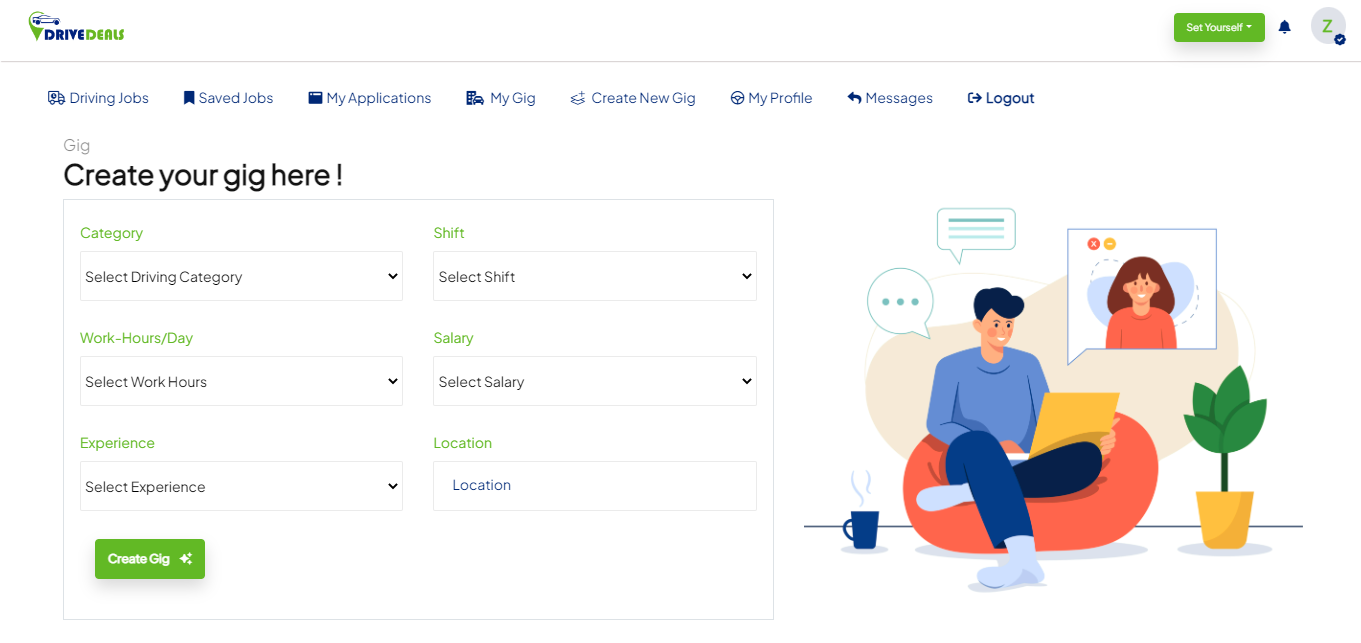 DRIVEDEALS
Set Yourself
Z
Driving Jobs Saved Jobs My Applications My Gig Create New Gig My Profile Messages Logout
Gig
Create your gig here !
Category Shift
Select Driving Category Select Shift
Work-Hours/Day Salary
Select Work Hours Select Salary
Experience Location
Select Experience Location
Create Gig
x